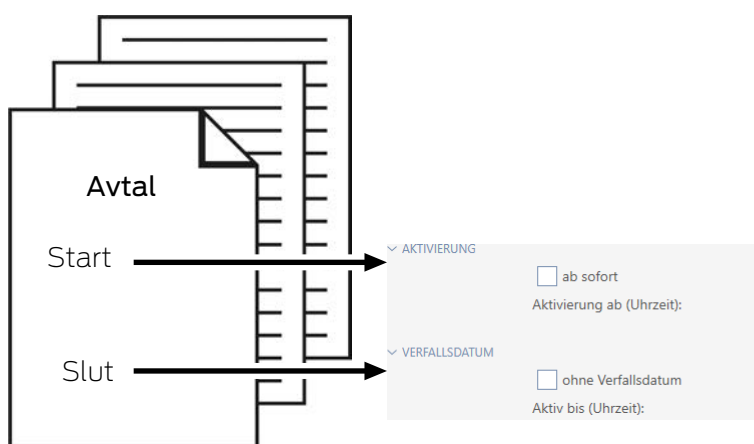 Avtal
Start
AKTIVIERUNG
ab sofort
Aktivierung ab (Uhrzeit):
Slut
VERFALLSDATUM
ohne Verfallsdatum
Aktiv bis (Uhrzeit):